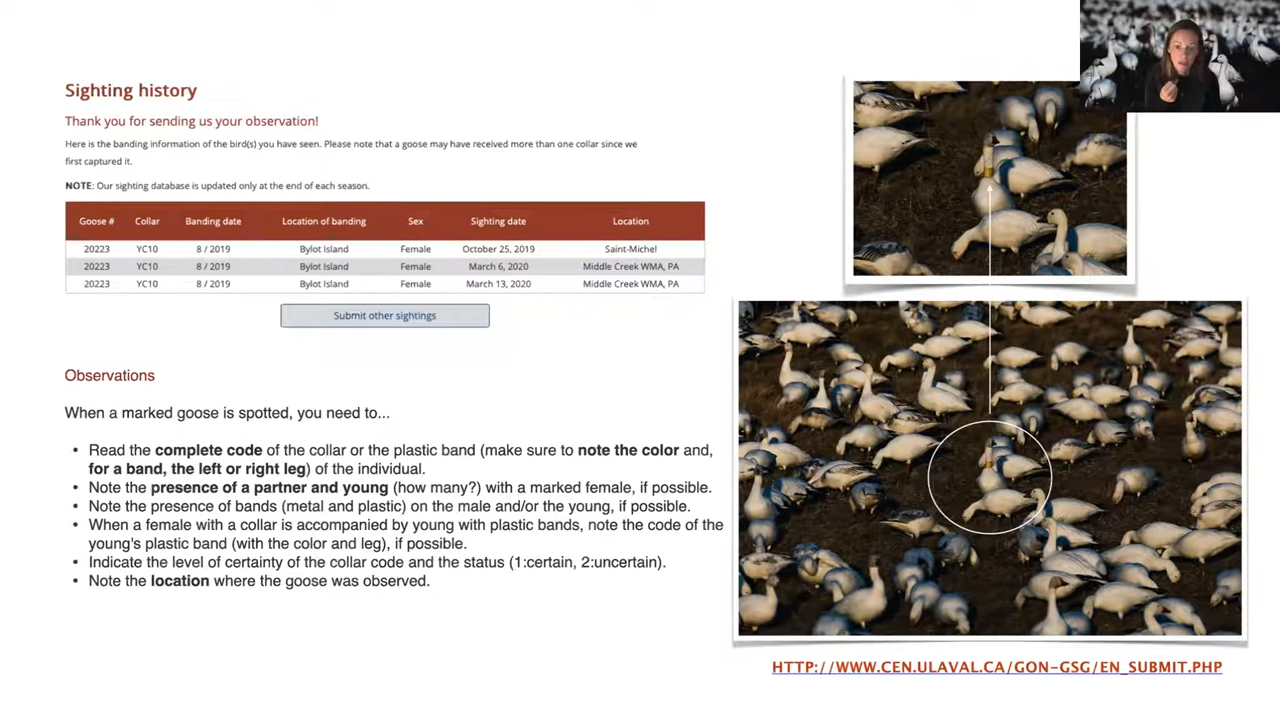 Sighting history
Thank you for sending us your observation!
Here is the banding information of the bird(s) you have seen. Please note that a goose may have received more than one collar since we
first captured it.
NOTE: Our sighting database is updated only at the end of each season.
Goose # Collar Banding date Location of banding Sex Sighting date Location
20223 YC10 8 / 2019 Bylot Island Female October 25, 2019 Saint-Michel
20223 YC10 8 / 2019 Bylot Island Female March 6, 2020 Middle Creek WMA, PA
20223 YC10 8 / 2019 Bylot Island Female March 13, 2020 Middle Creek WMA, PA
Submit other sightings
Observations
When a marked goose is spotted, you need to...
• Read the complete code of the collar or the plastic band (make sure to note the color and,
for a band, the left or right leg) of the individual.
• Note the presence of a partner and young (how many?) with a marked female, if possible.
• Note the presence of bands (metal and plastic) on the male and/or the young, if possible.
• When a female with a collar is accompanied by young with plastic bands, note the code of the
young's plastic band (with the color and leg), if possible.
• Indicate the level of certainty of the collar code and the status (1:certain, 2:uncertain).
• Note the location where the goose was observed.
HTTP://WWW.CEN.ULAVAL.CA/GON-GSG/EN_SUBMIT.PHP